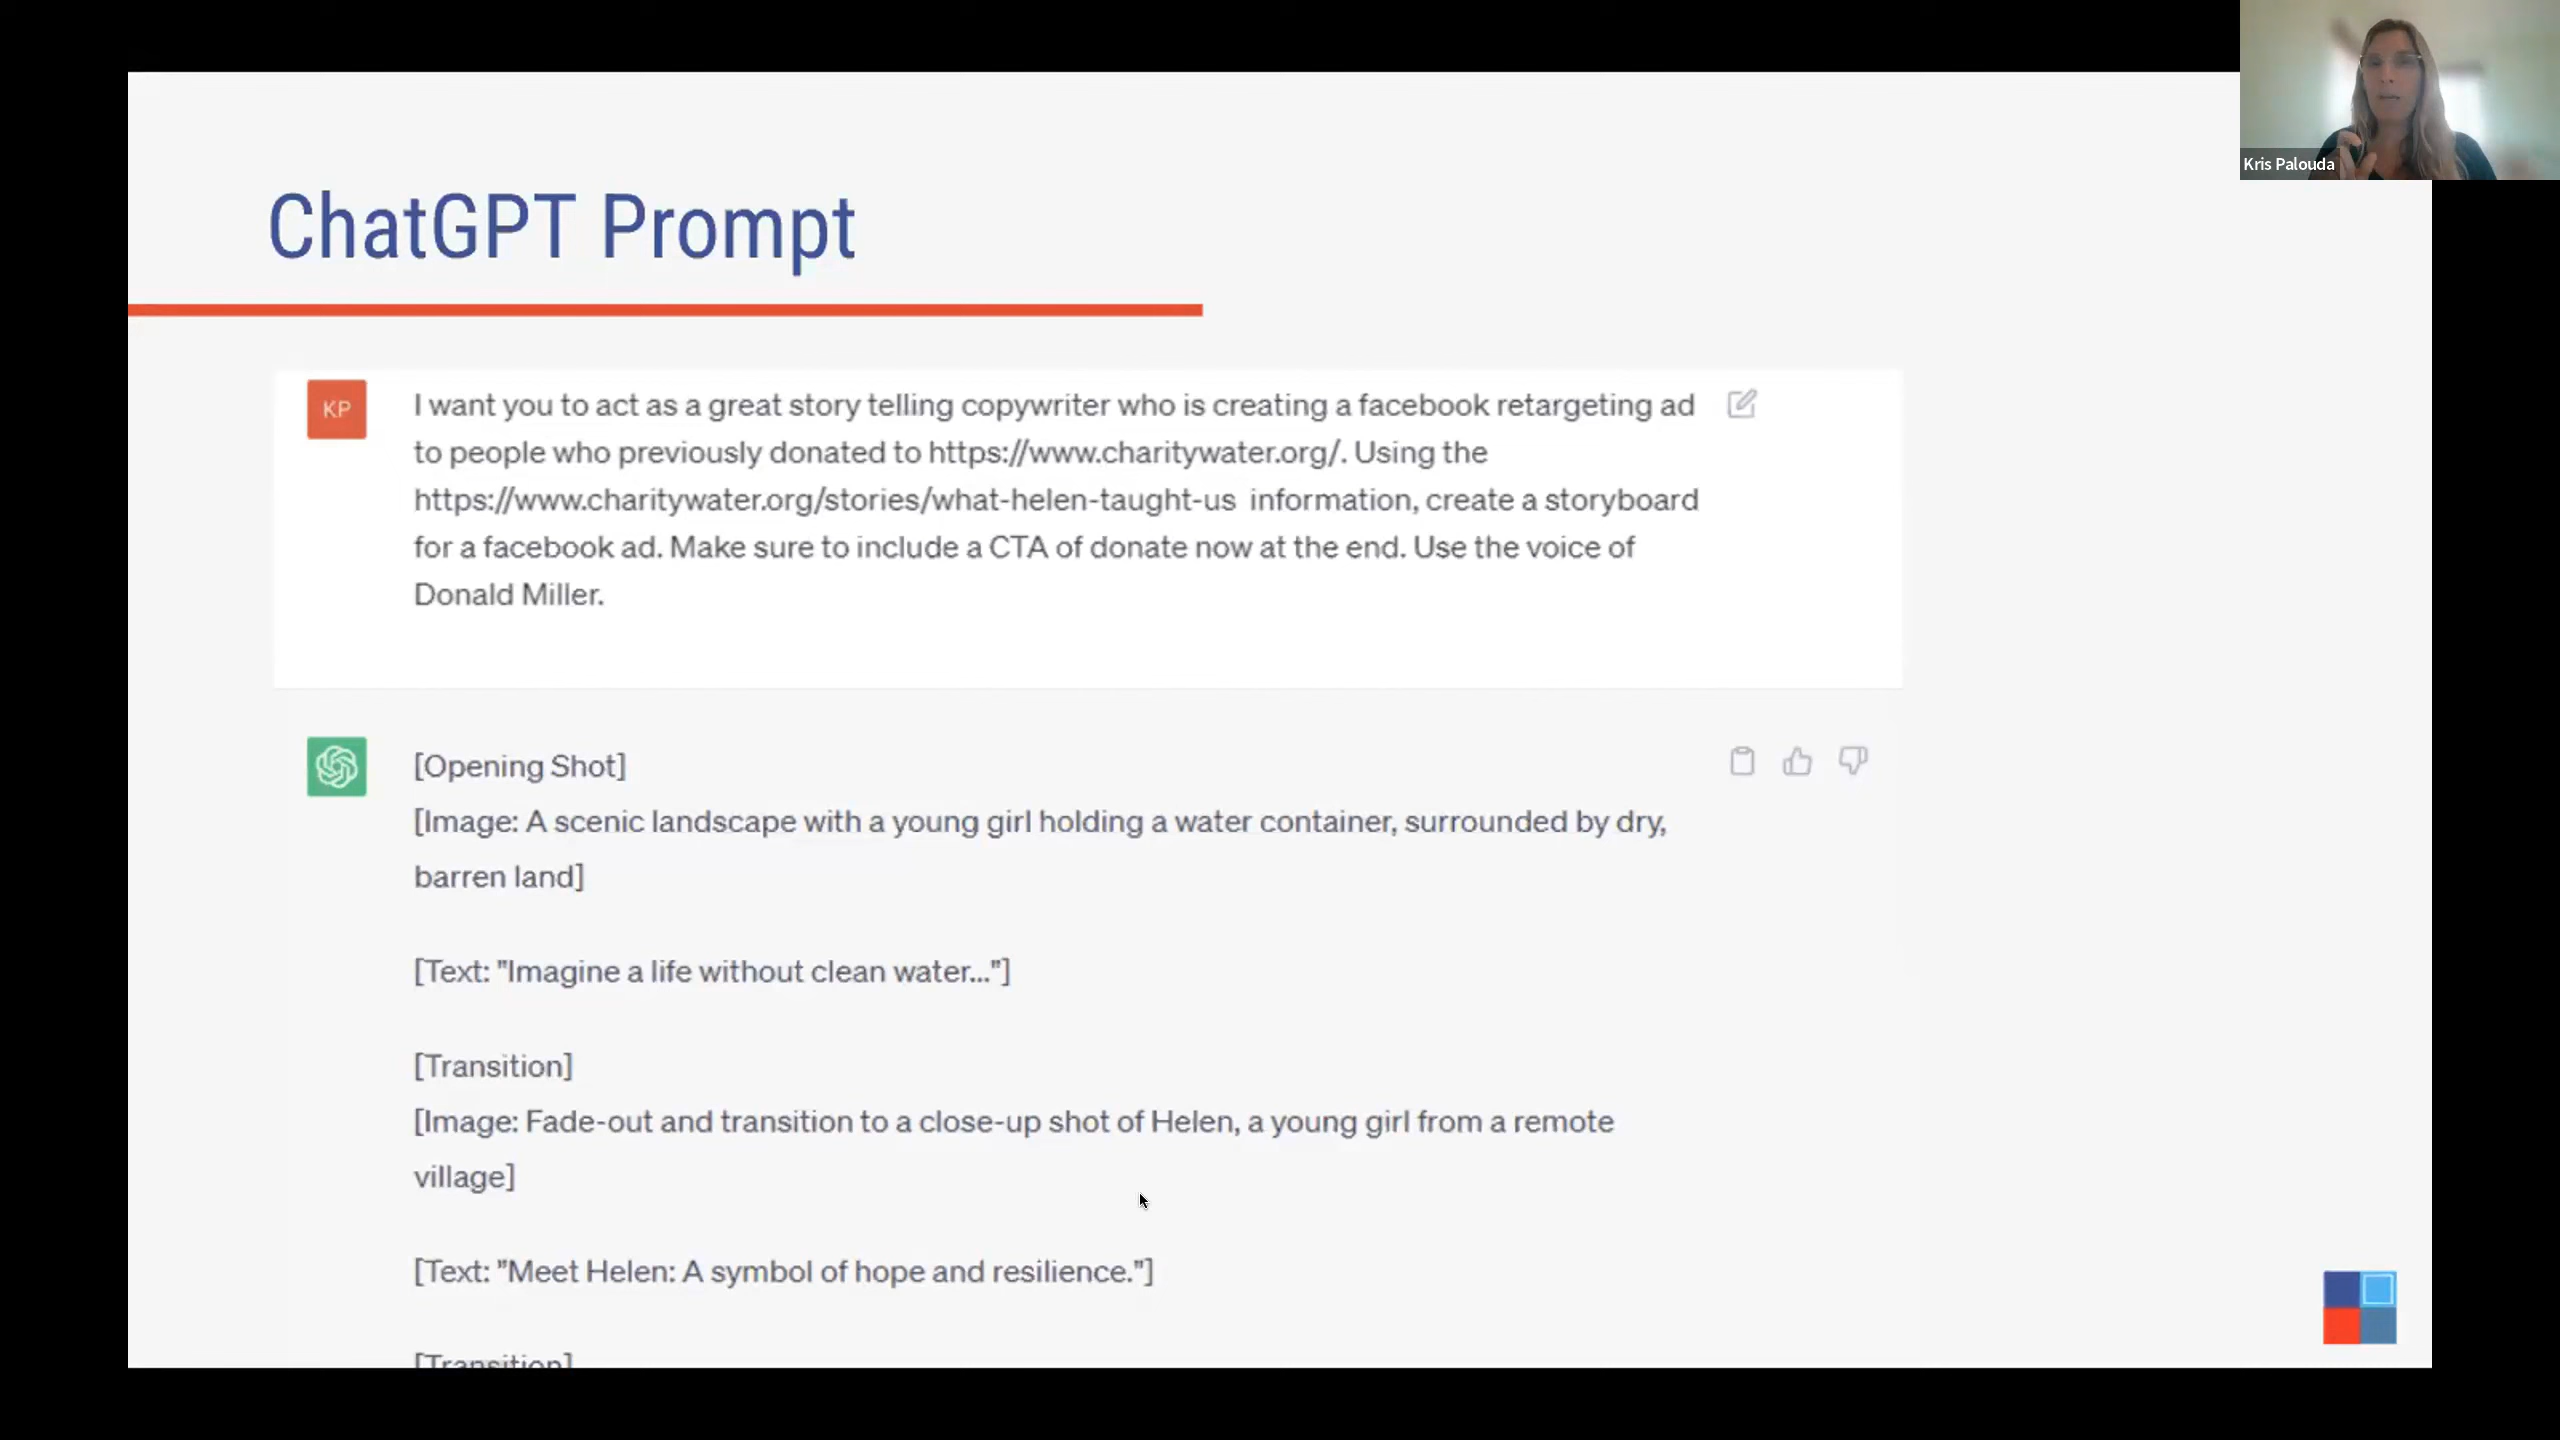 Kris Palouda
ChatGPT Prompt
KP
I want you to act as a great story telling copywriter who is creating a facebook retargeting ad
to people who previously donated to https://www.charitywater.org/. Using the
https://www.charitywater.org/stories/what-helen-taught-us information, create a storyboard
for a facebook ad. Make sure to include a CTA of donate now at the end. Use the voice of
Donald Miller.
[Opening Shot]
[Image: A scenic landscape with a young girl holding a water container, surrounded by dry,
barren land]
[Text: "Imagine a life without clean water..."]
[Transition]
[Image: Fade-out and transition to a close-up shot of Helen, a young girl from a remote
village]
[Text: "Meet Helen: A symbol of hope and resilience."]
[Transition]